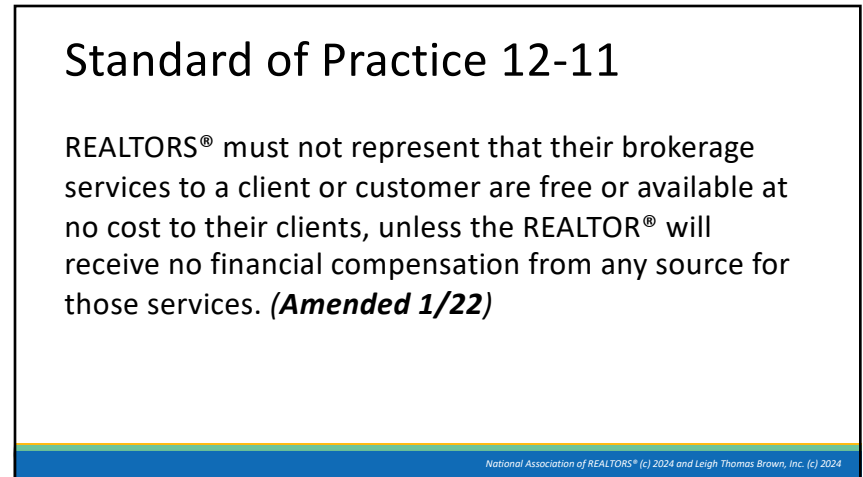 Standard of Practice 12-11
REALTORS® must not represent that their brokerage
services to a client or customer are free or available at
no cost to their clients, unless the REALTOR® will
receive no financial compensation from any source for
those services. (Amended 1/22)
National Association of REALTORS® (c) 2024 and Leigh Thomas Brown, Inc. (c) 2024